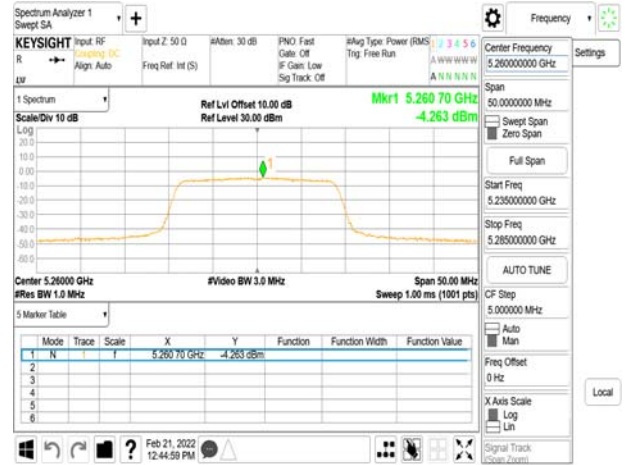 Spectrum Analyzer 1
Swept SA
+
Frequency
KEYSIGHT
Input: RF
Coupling: DC
Align: Auto
Input Z: 50 Ω
Freq Ref: Int (S)
#Atten: 30 dB
PNO: Fast
Gate: Off
IF Gain: Low
Sig Track: Off
#Avg Type: Power (RMS
Trig: Free Run
1 2 3 4 5 6
A W W W W W
A N N N N N
R
LXI
1 Spectrum
Scale/Div 10 dB
Ref Lvl Offset 10.00 dB
Ref Level 30.00 dBm
Mkr1 5.260 70 GHz
-4.263 dBm
Log
20.0
10.0
0.00
-10.0
-20.0
-30.0
-40.0
-50.0
-60.0
1
Center 5.26000 GHz
#Res BW 1.0 MHz
#Video BW 3.0 MHz
Span 50.00 MHz
Sweep 1.00 ms (1001 pts)
5 Marker Table
Mode Trace Scale X Y Function Function Width Function Value
1 N 1 f 5.260 70 GHz -4.263 dBm
2
3
4
5
6
?
Feb 21, 2022
12:44:59 PM
Center Frequency
5.260000000 GHz
Settings
Span
50.0000000 MHz
Swept Span
Zero Span
Full Span
Start Freq
5.235000000 GHz
Stop Freq
5.285000000 GHz
AUTO TUNE
CF Step
5.000000 MHz
Auto
Man
Freq Offset
0 Hz
X Axis Scale
Log
Lin
Local
Signal Track
(Span Zoom)